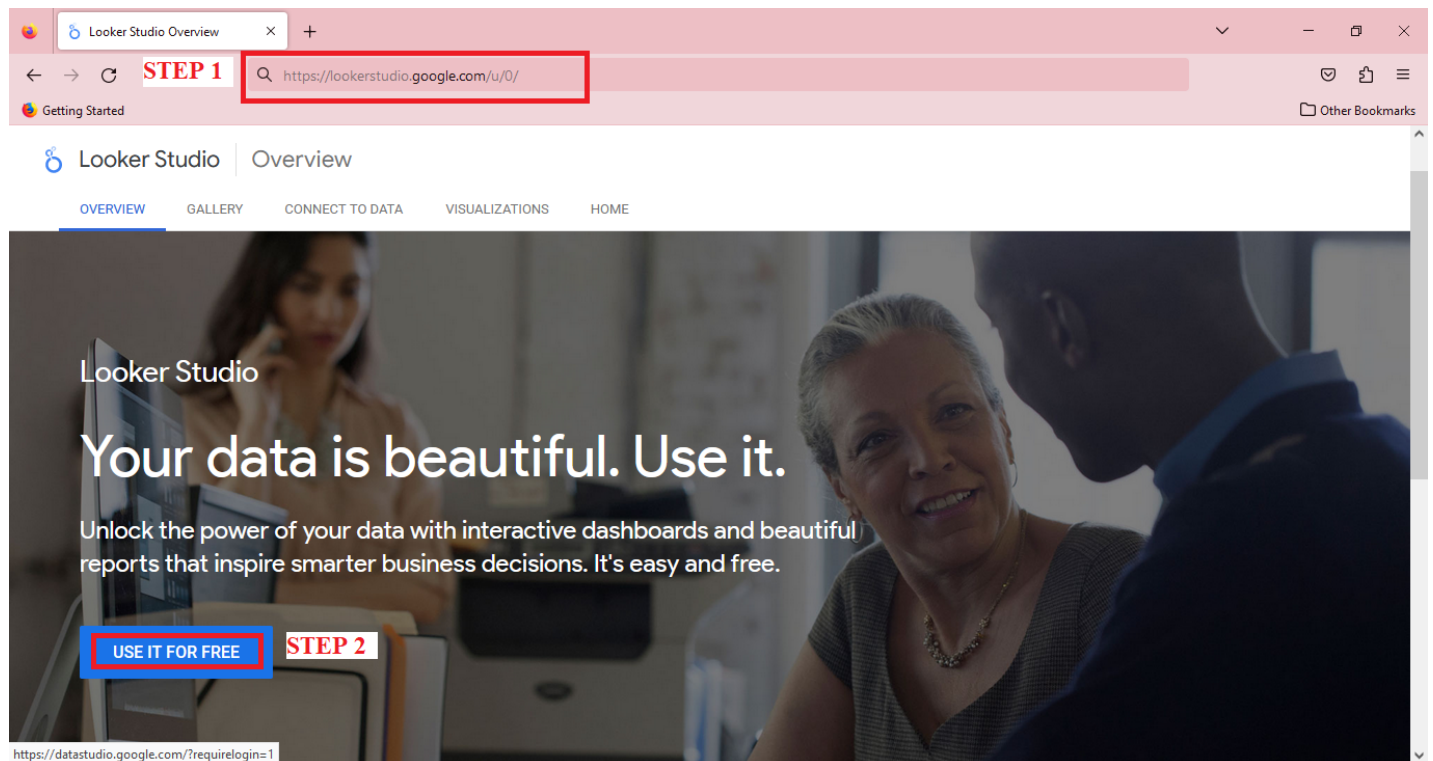 Looker Studio Overview
STEP 1
https://lookerstudio.google.com/u/0/
Getting Started
Other Bookmarks
Looker Studio Overview
OVERVIEW GALLERY CONNECT TO DATA VISUALIZATIONS HOME
Looker Studio
Your data is beautiful. Use it.
Unlock the power of your data with interactive dashboards and beautiful
reports that inspire smarter business decisions. It's easy and free.
USE IT FOR FREE
STEP 2
https://datastudio.google.com/?requirelogin=1